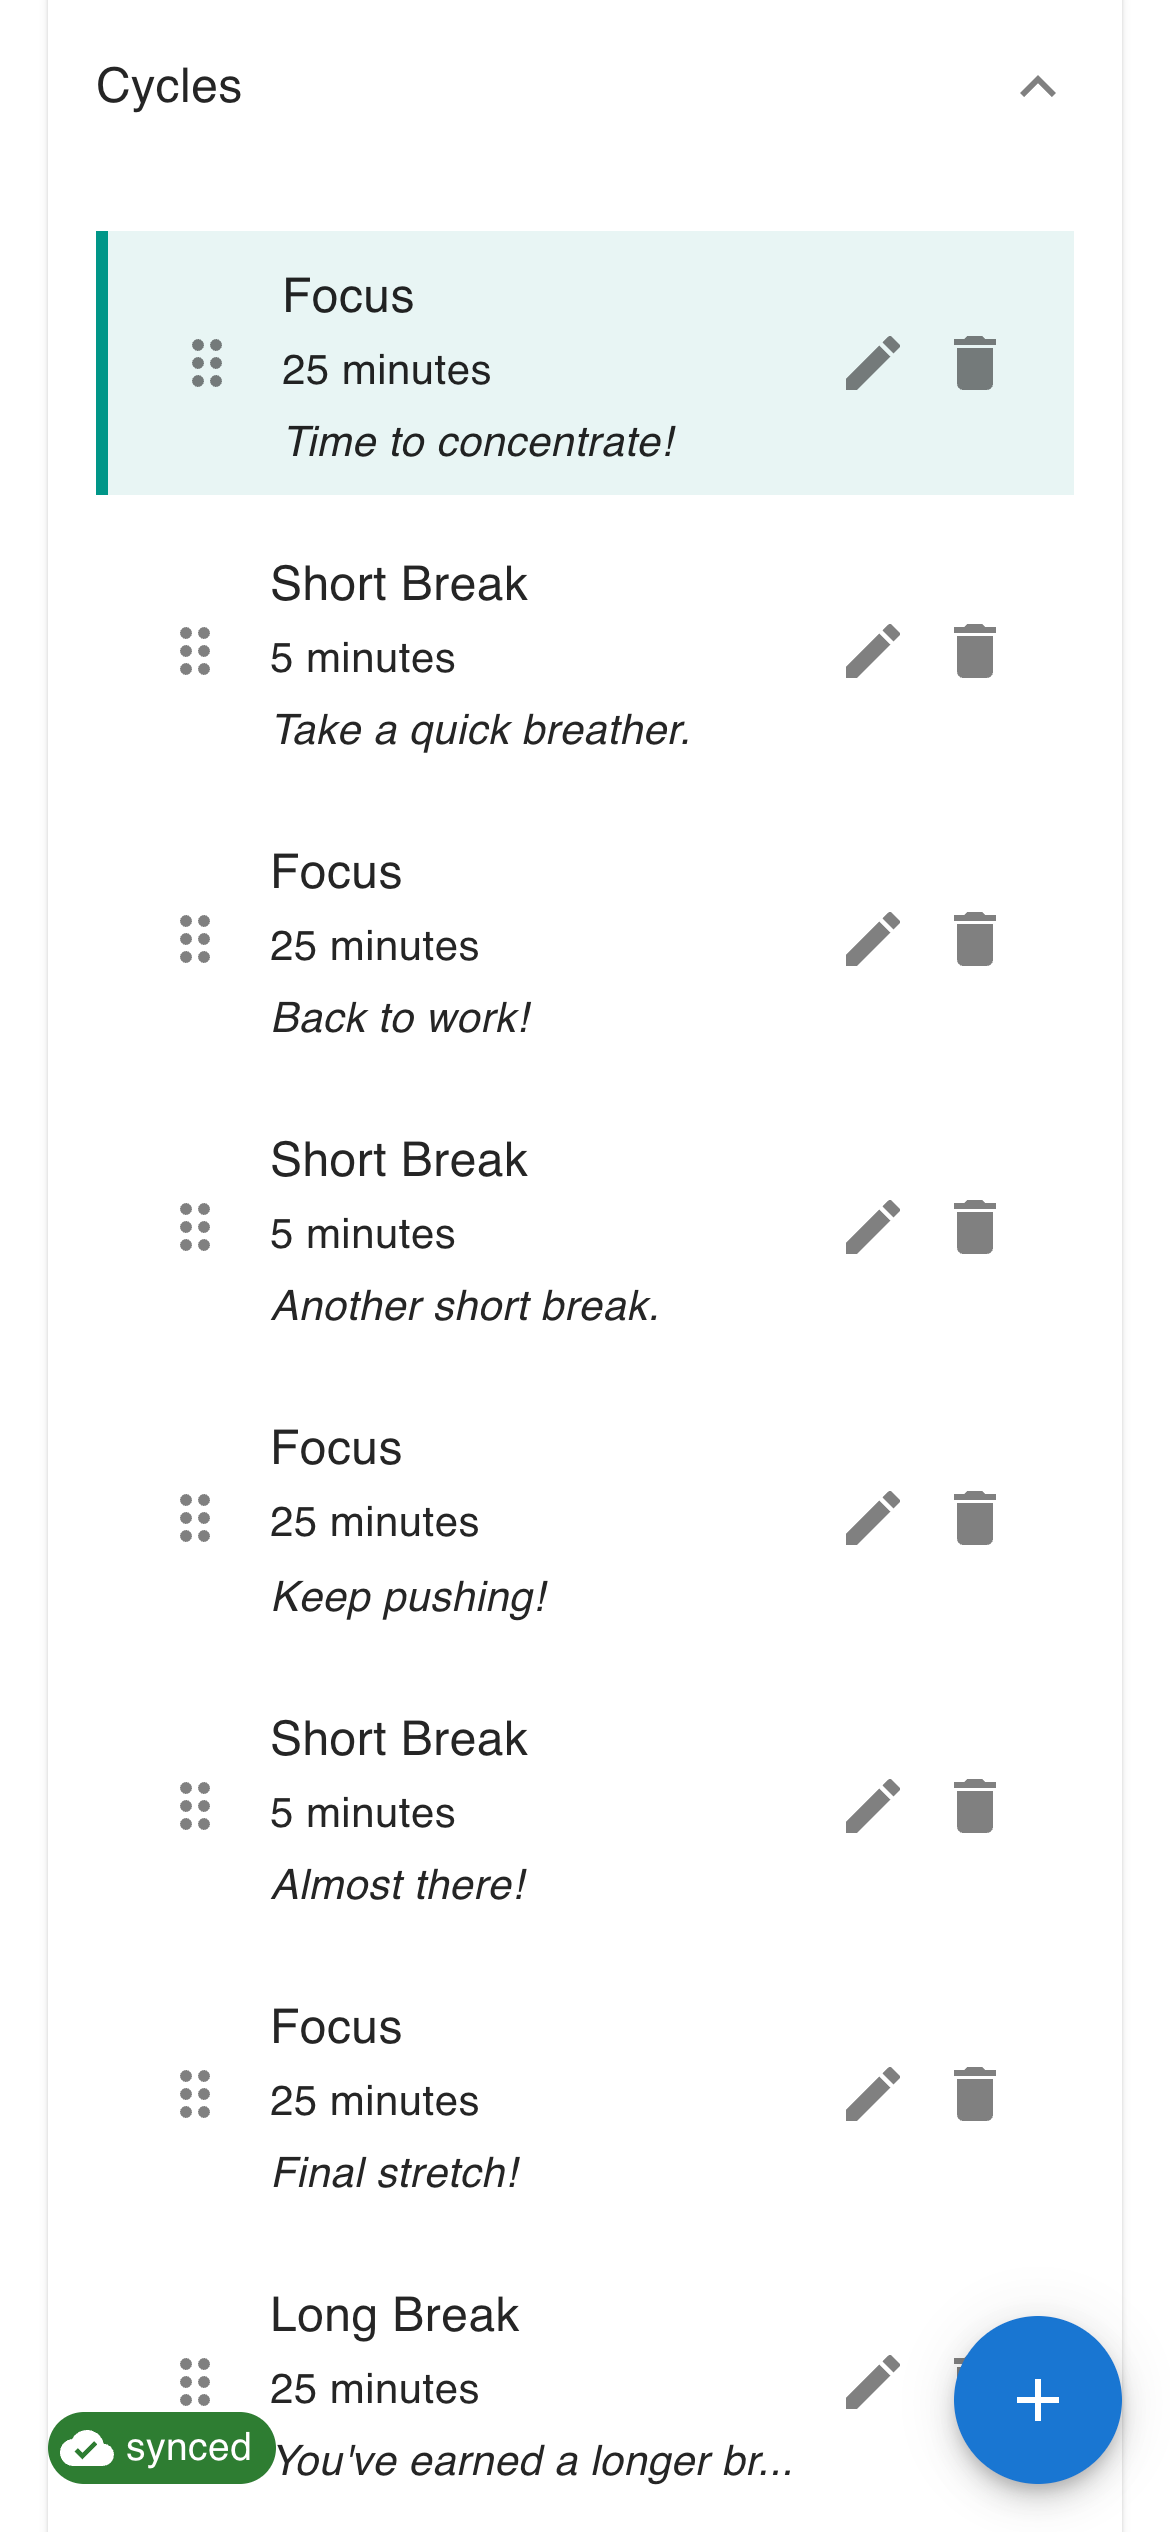 Cycles
Focus
25 minutes
Time to concentrate!
Short Break
5 minutes
Take a quick breather.
Focus
25 minutes
Back to work!
Short Break
5 minutes
Another short break.
Focus
25 minutes
Keep pushing!
Short Break
5 minutes
Almost there!
Focus
25 minutes
Final stretch!
Long Break
25 minutes
You've earned a longer br...
synced